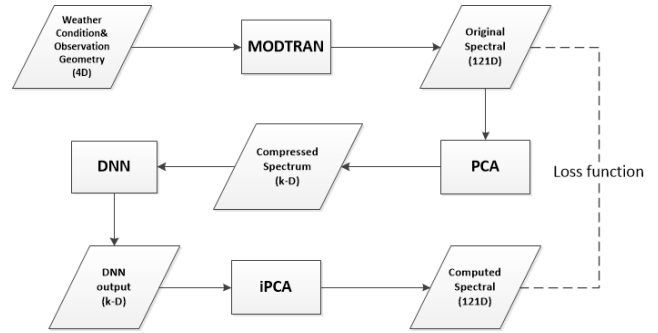 Weather
Condition&
Observation
Geometry
(4D)
MODTRAN
Original
Spectral
(121D)
DNN
Compressed
Spectrum
(k-D)
PCA
Loss function
DNN
output
(k-D)
iPCA
Computed
Spectral
(121D)